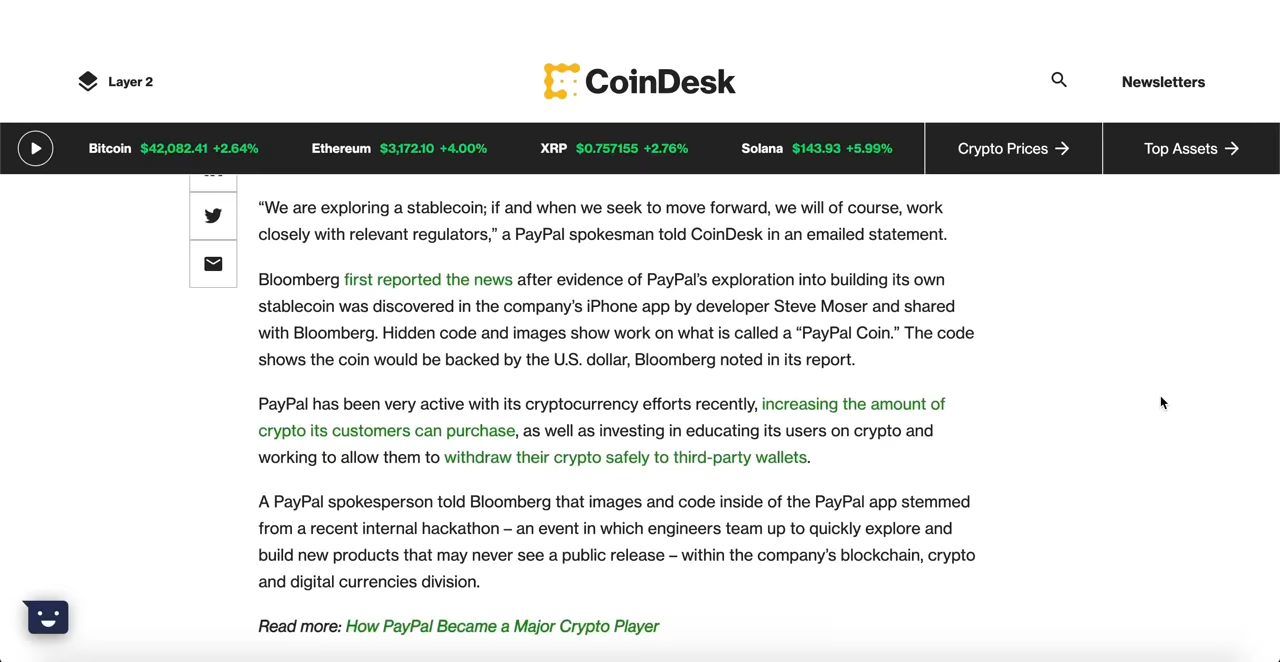 Layer 2
CoinDesk
Newsletters
Bitcoin $42,082.41 +2.64% Ethereum $3,172.10 +4.00% XRP $0.757155 +2.76% Solana $143.93 +5.99% Crypto Prices → Top Assets →
“We are exploring a stablecoin; if and when we seek to move forward, we will of course, work
closely with relevant regulators,” a PayPal spokesman told CoinDesk in an emailed statement.
Bloomberg first reported the news after evidence of PayPal’s exploration into building its own
stablecoin was discovered in the company’s iPhone app by developer Steve Moser and shared
with Bloomberg. Hidden code and images show work on what is called a “PayPal Coin.” The code
shows the coin would be backed by the U.S. dollar, Bloomberg noted in its report.
PayPal has been very active with its cryptocurrency efforts recently, increasing the amount of
crypto its customers can purchase, as well as investing in educating its users on crypto and
working to allow them to withdraw their crypto safely to third-party wallets.
A PayPal spokesperson told Bloomberg that images and code inside of the PayPal app stemmed
from a recent internal hackathon – an event in which engineers team up to quickly explore and
build new products that may never see a public release – within the company’s blockchain, crypto
and digital currencies division.
Read more: How PayPal Became a Major Crypto Player